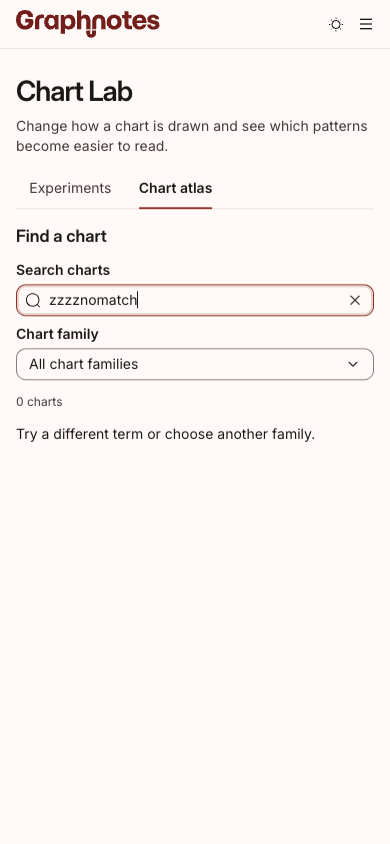 Graphnotes
Chart Lab
Change how a chart is drawn and see which patterns
become easier to read.
Experiments
Chart atlas
Find a chart
Search charts
zzzznomatch
Chart family
All chart families
0 charts
Try a different term or choose another family.